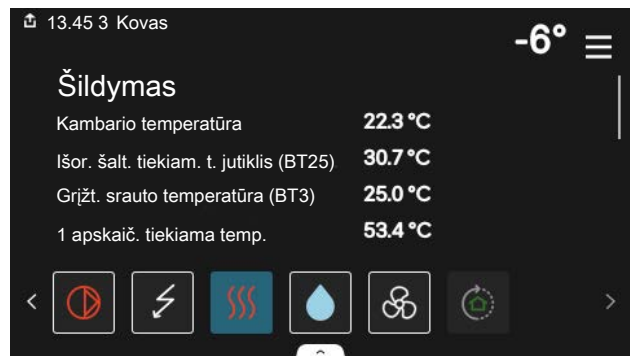 13.45 3 Kovas
-6°
Šildymas
Kambario temperatūra 22.3 °C
Išor. šalt. tiekiam. t. jutiklis (BT25) 30.7 °C
Grįžt. srauto temperatūra (BT3) 25.0 °C
1 apskaič. tiekiama temp. 53.4 °C